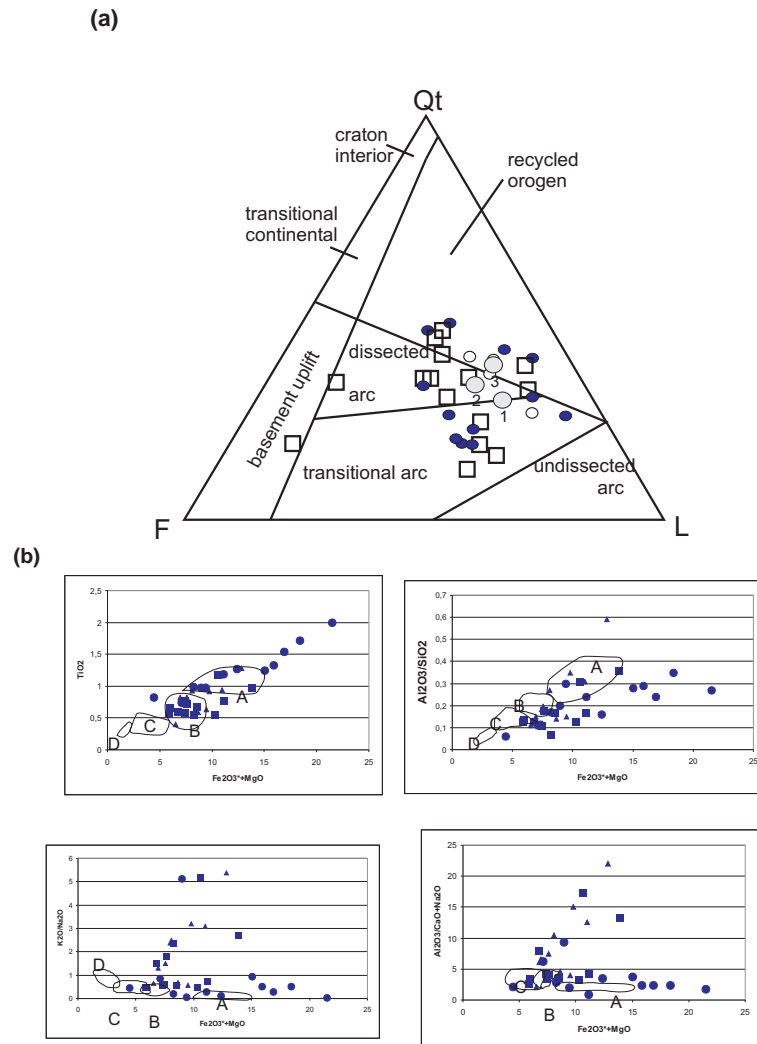 (a)
Qt
craton
interior
recycled
orogen
transitional
continental
dissected
3
2
arc
1
basement uplift
transitional arc
undissected
arc
F
L
(b)
2
1,5
1
0,5
0
TiO2
A
B
C
D
0 5 10 15 20 25
Fe2O3*+MgO
0,7
0,6
0,5
0,4
0,3
0,2
0,1
0
Al2O3/SiO2
A
B
C
D
0 5 10 15 20 25
Fe2O3*+MgO
6
5
4
3
2
1
0
K2O/Na2O
D
A
C
B
0 5 10 15 20 25
Fe2O3*+MgO
25
20
15
10
5
0
Al2O3/CaO+Na2O
C
A
B
0 5 10 15 20 25
Fe2O3*+MgO